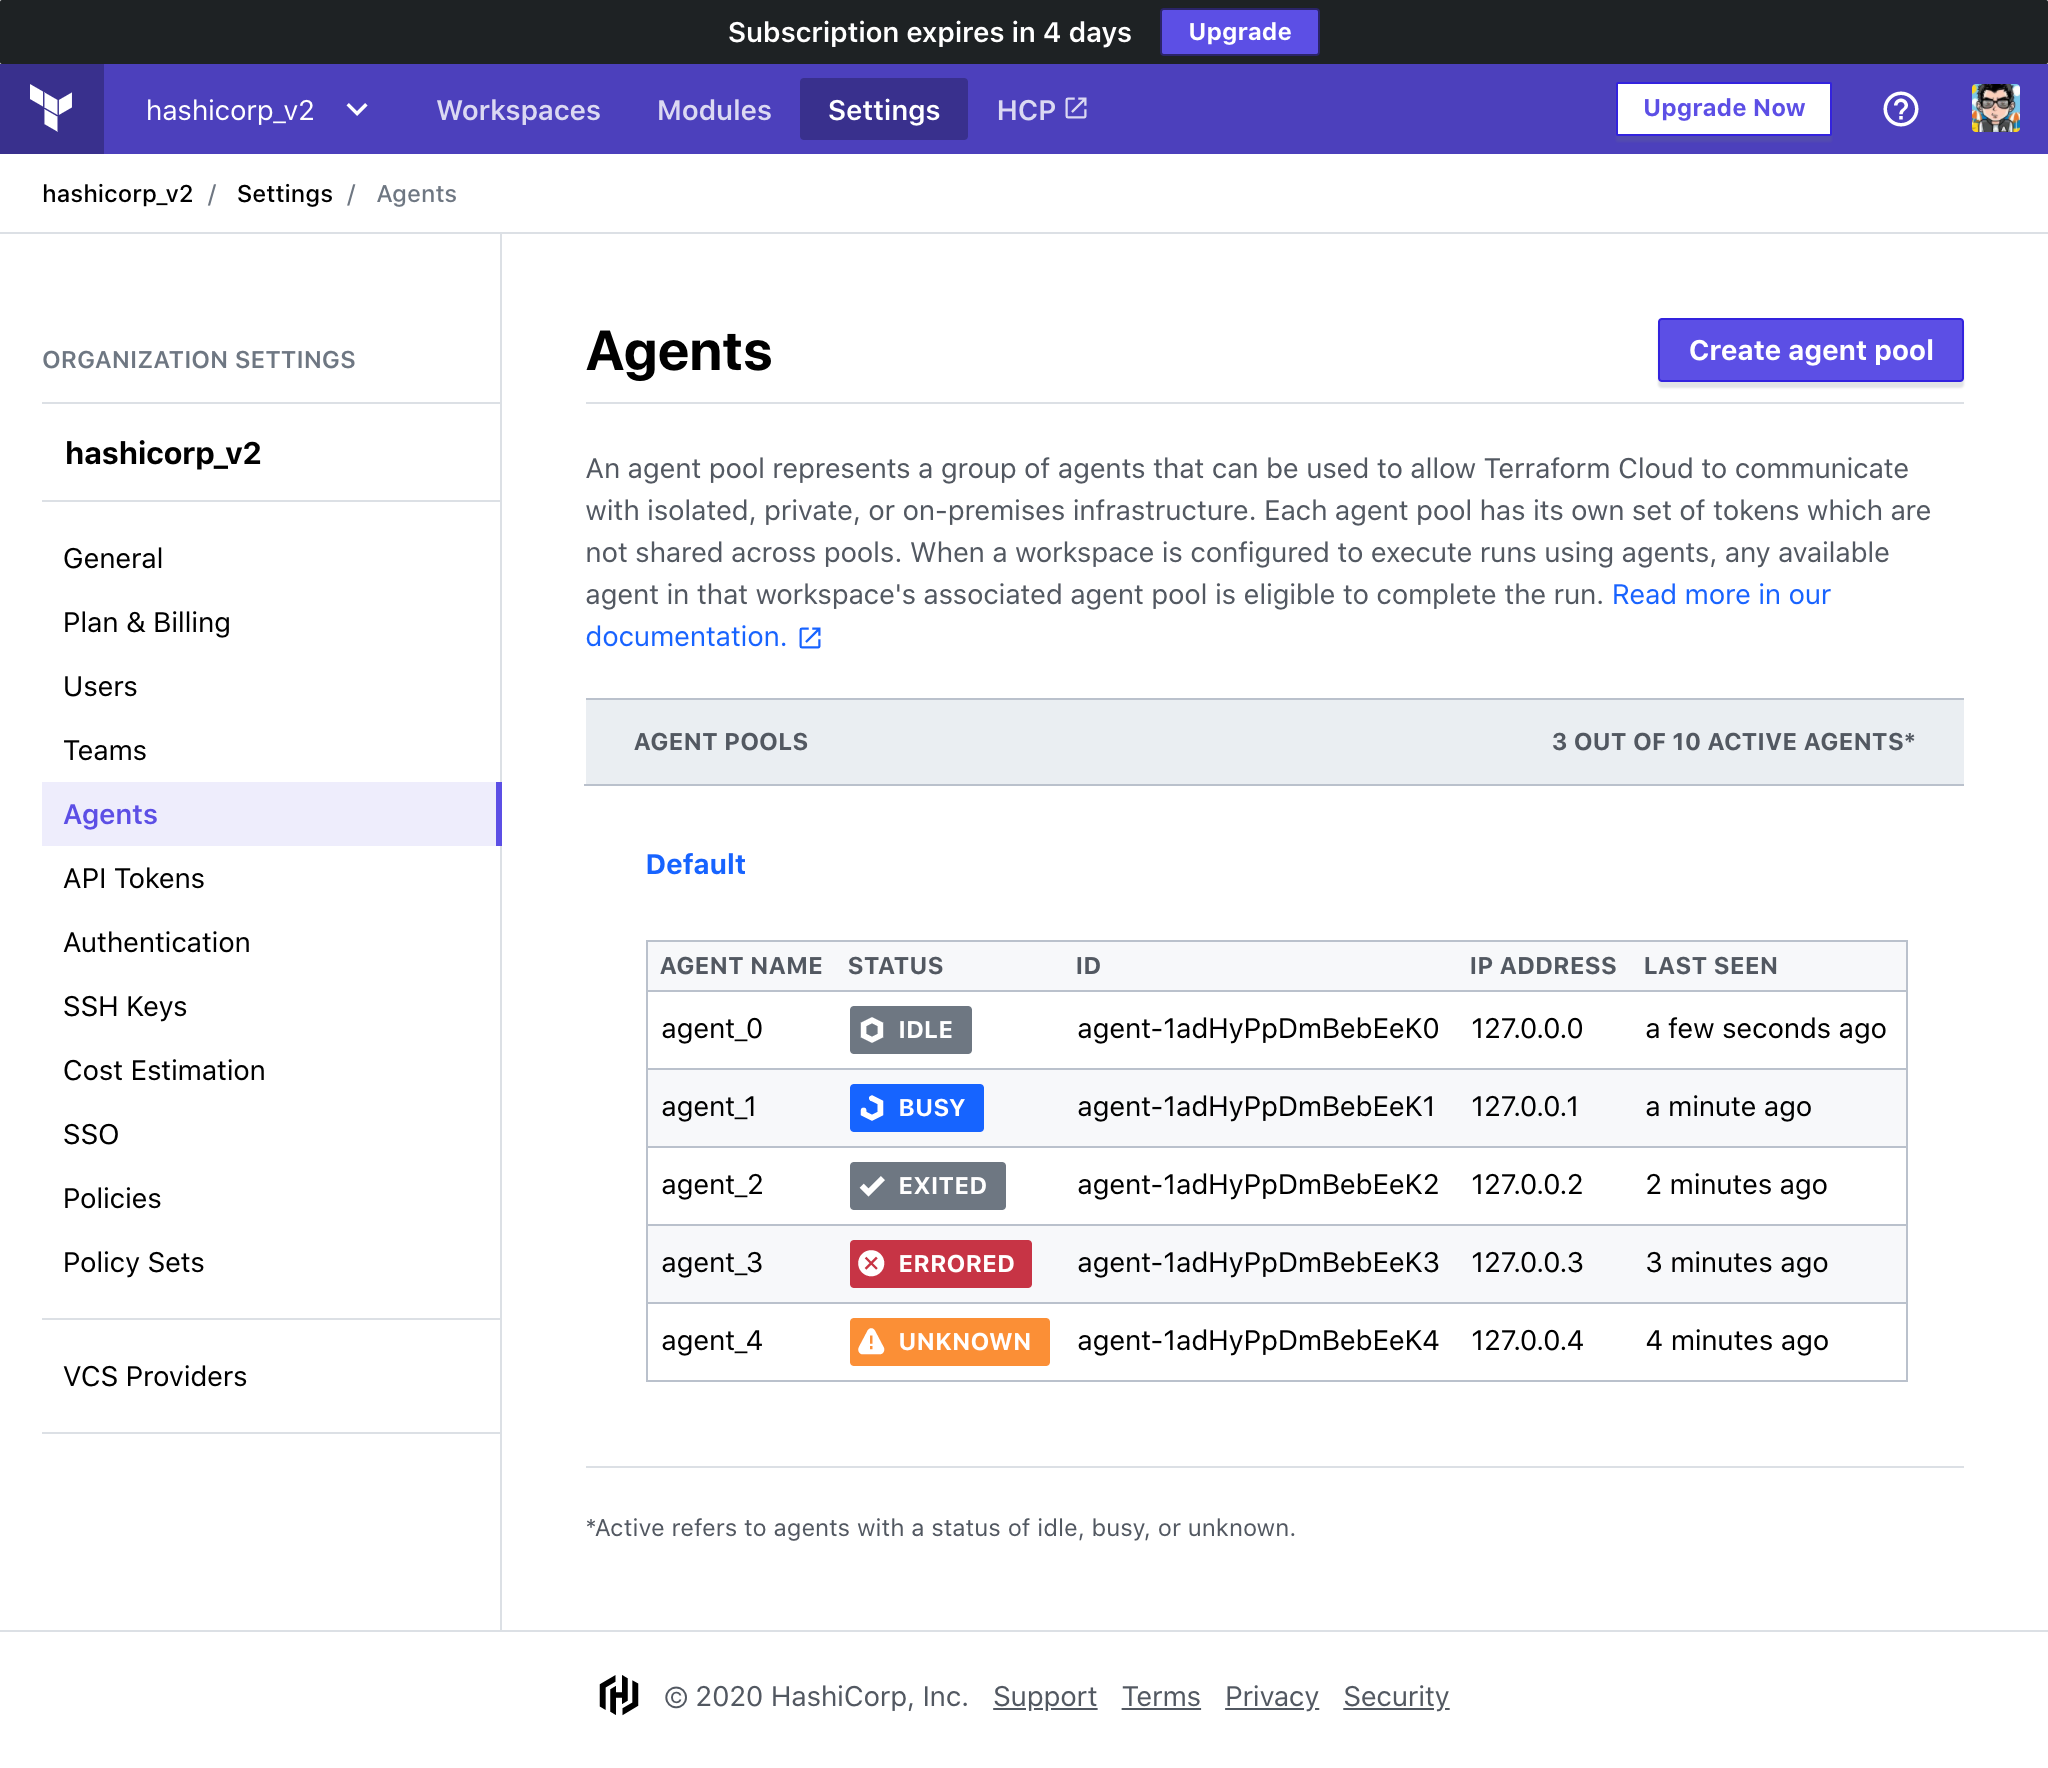 Subscription expires in 4 days Upgrade
hashicorp_v2 Workspaces Modules Settings HCP Upgrade Now
hashicorp_v2 / Settings / Agents
ORGANIZATION SETTINGS
hashicorp_v2
General
Plan & Billing
Users
Teams
Agents
API Tokens
Authentication
SSH Keys
Cost Estimation
SSO
Policies
Policy Sets
VCS Providers
Agents
Create agent pool
An agent pool represents a group of agents that can be used to allow Terraform Cloud to communicate
with isolated, private, or on-premises infrastructure. Each agent pool has its own set of tokens which are
not shared across pools. When a workspace is configured to execute runs using agents, any available
agent in that workspace's associated agent pool is eligible to complete the run. Read more in our
documentation.
AGENT POOLS 3 OUT OF 10 ACTIVE AGENTS*
Default
AGENT NAME STATUS ID IP ADDRESS LAST SEEN
agent_0 IDLE agent-1adHyPpDmBebEeK0 127.0.0.0 a few seconds ago
agent_1 BUSY agent-1adHyPpDmBebEeK1 127.0.0.1 a minute ago
agent_2 EXITED agent-1adHyPpDmBebEeK2 127.0.0.2 2 minutes ago
agent_3 ERRORED agent-1adHyPpDmBebEeK3 127.0.0.3 3 minutes ago
agent_4 UNKNOWN agent-1adHyPpDmBebEeK4 127.0.0.4 4 minutes ago
*Active refers to agents with a status of idle, busy, or unknown.
© 2020 HashiCorp, Inc. Support Terms Privacy Security